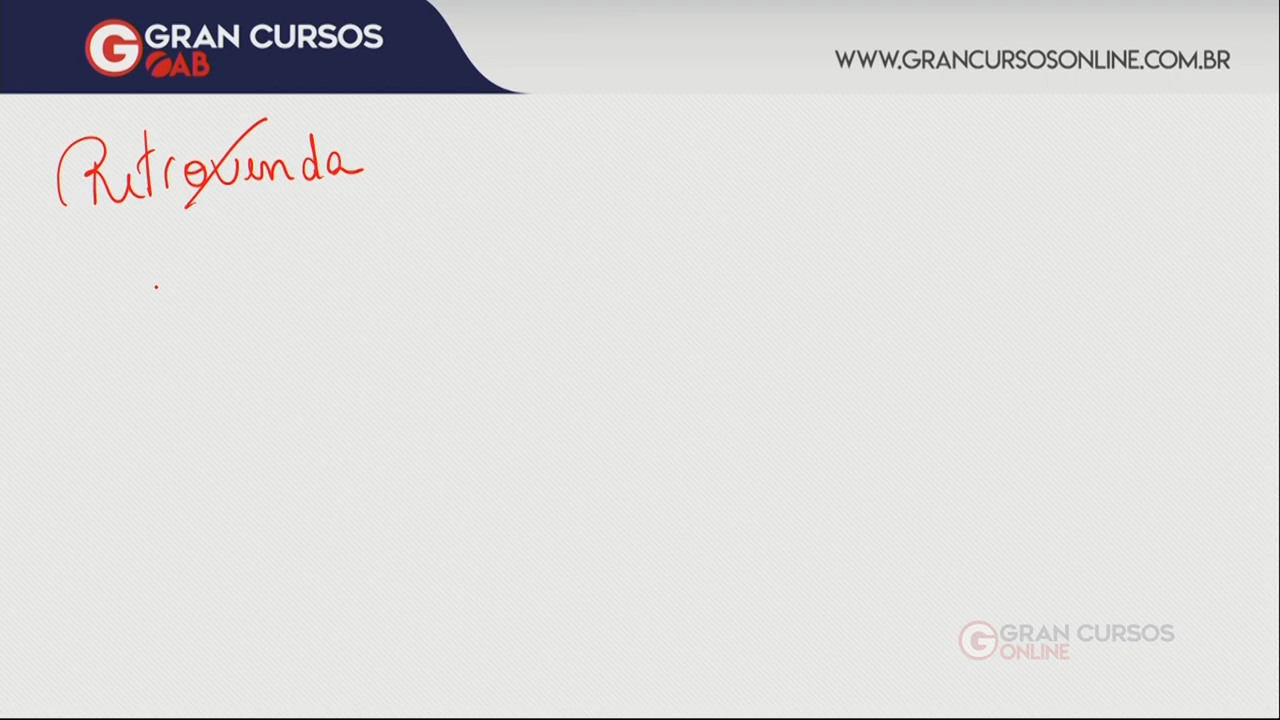 GRAN CURSOS
OAB
WWW.GRANCURSOSONLINE.COM.BR
Retrovenda
GRAN CURSOS
ONLINE